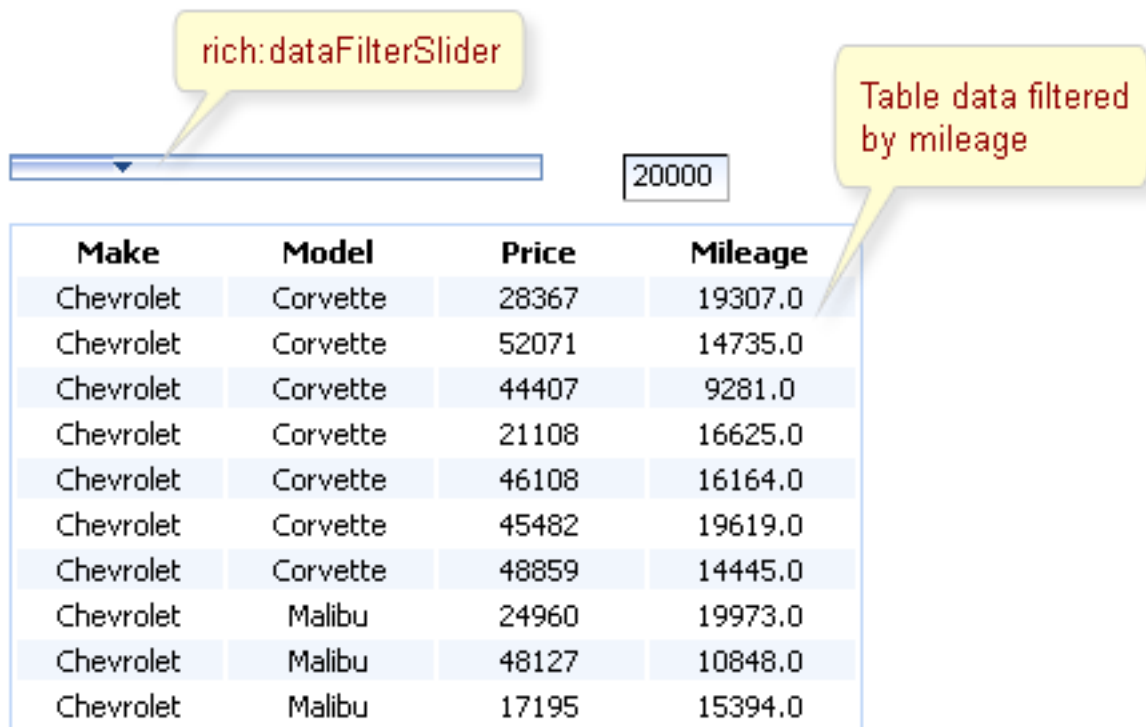 rich:dataFilterSlider
Table data filtered
by mileage
20000
Make Model Price Mileage
Chevrolet Corvette 28367 19307.0
Chevrolet Corvette 52071 14735.0
Chevrolet Corvette 44407 9281.0
Chevrolet Corvette 21108 16625.0
Chevrolet Corvette 46108 16164.0
Chevrolet Corvette 45482 19619.0
Chevrolet Corvette 48859 14445.0
Chevrolet Malibu 24960 19973.0
Chevrolet Malibu 48127 10848.0
Chevrolet Malibu 17195 15394.0